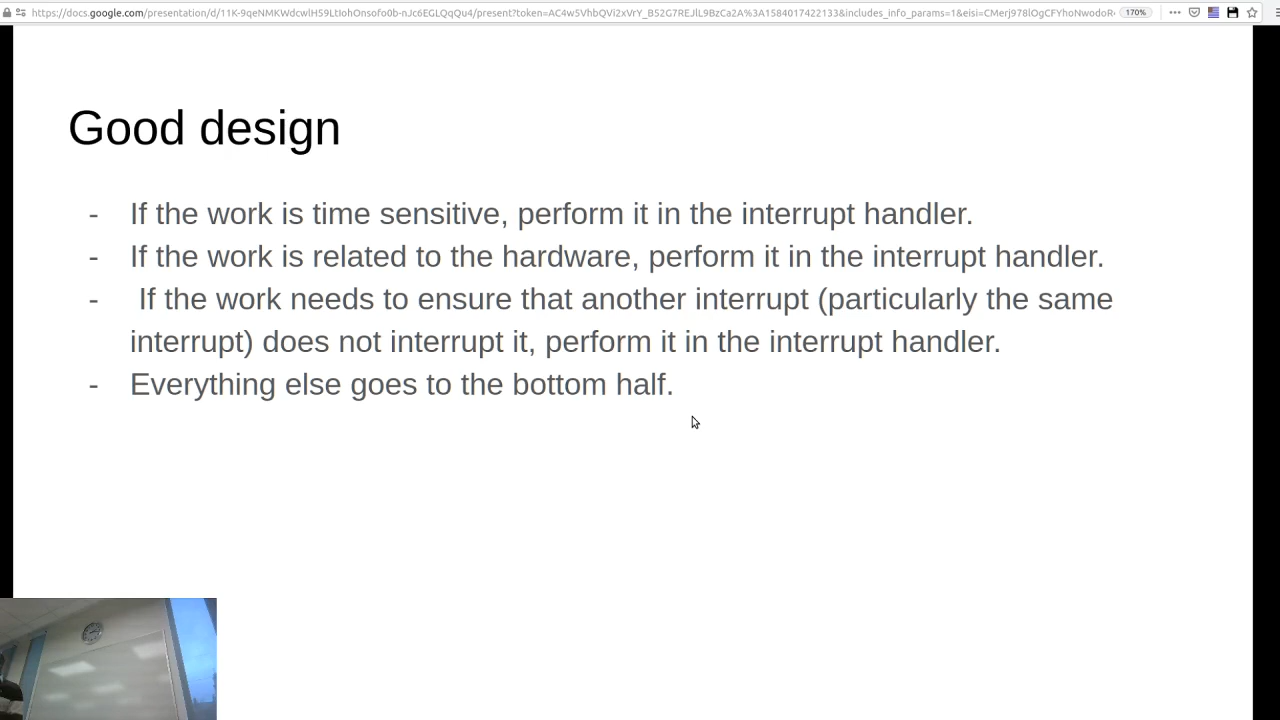 Good design
- If the work is time sensitive, perform it in the interrupt handler.
- If the work is related to the hardware, perform it in the interrupt handler.
- If the work needs to ensure that another interrupt (particularly the same
interrupt) does not interrupt it, perform it in the interrupt handler.
- Everything else goes to the bottom half.
170%